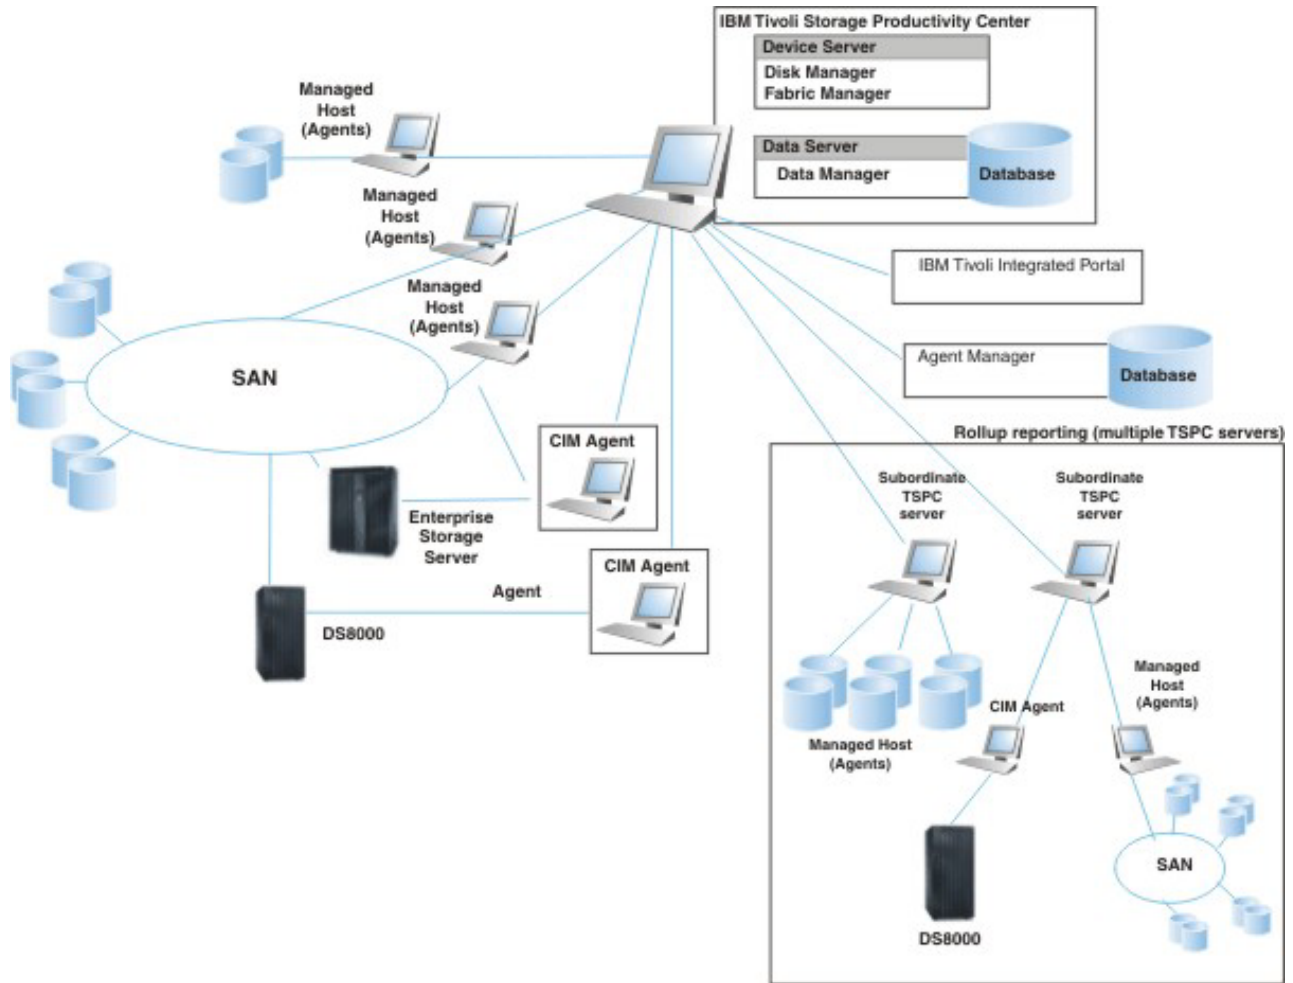 IBM Tivoli Storage Productivity Center
Device Server
Disk Manager
Fabric Manager
Data Server
Data Manager
Database
Managed
Host
(Agents)
Managed
Host
(Agents)
Managed
Host
(Agents)
IBM Tivoli Integrated Portal
Agent Manager
Database
SAN
CIM Agent
Enterprise
Storage
Server
CIM Agent
Agent
DS8000
Rollup reporting (multiple TSPC servers)
Subordinate
TSPC
server
Subordinate
TSPC
server
Managed Host
(Agents)
CIM Agent
Managed
Host
(Agents)
DS8000
SAN